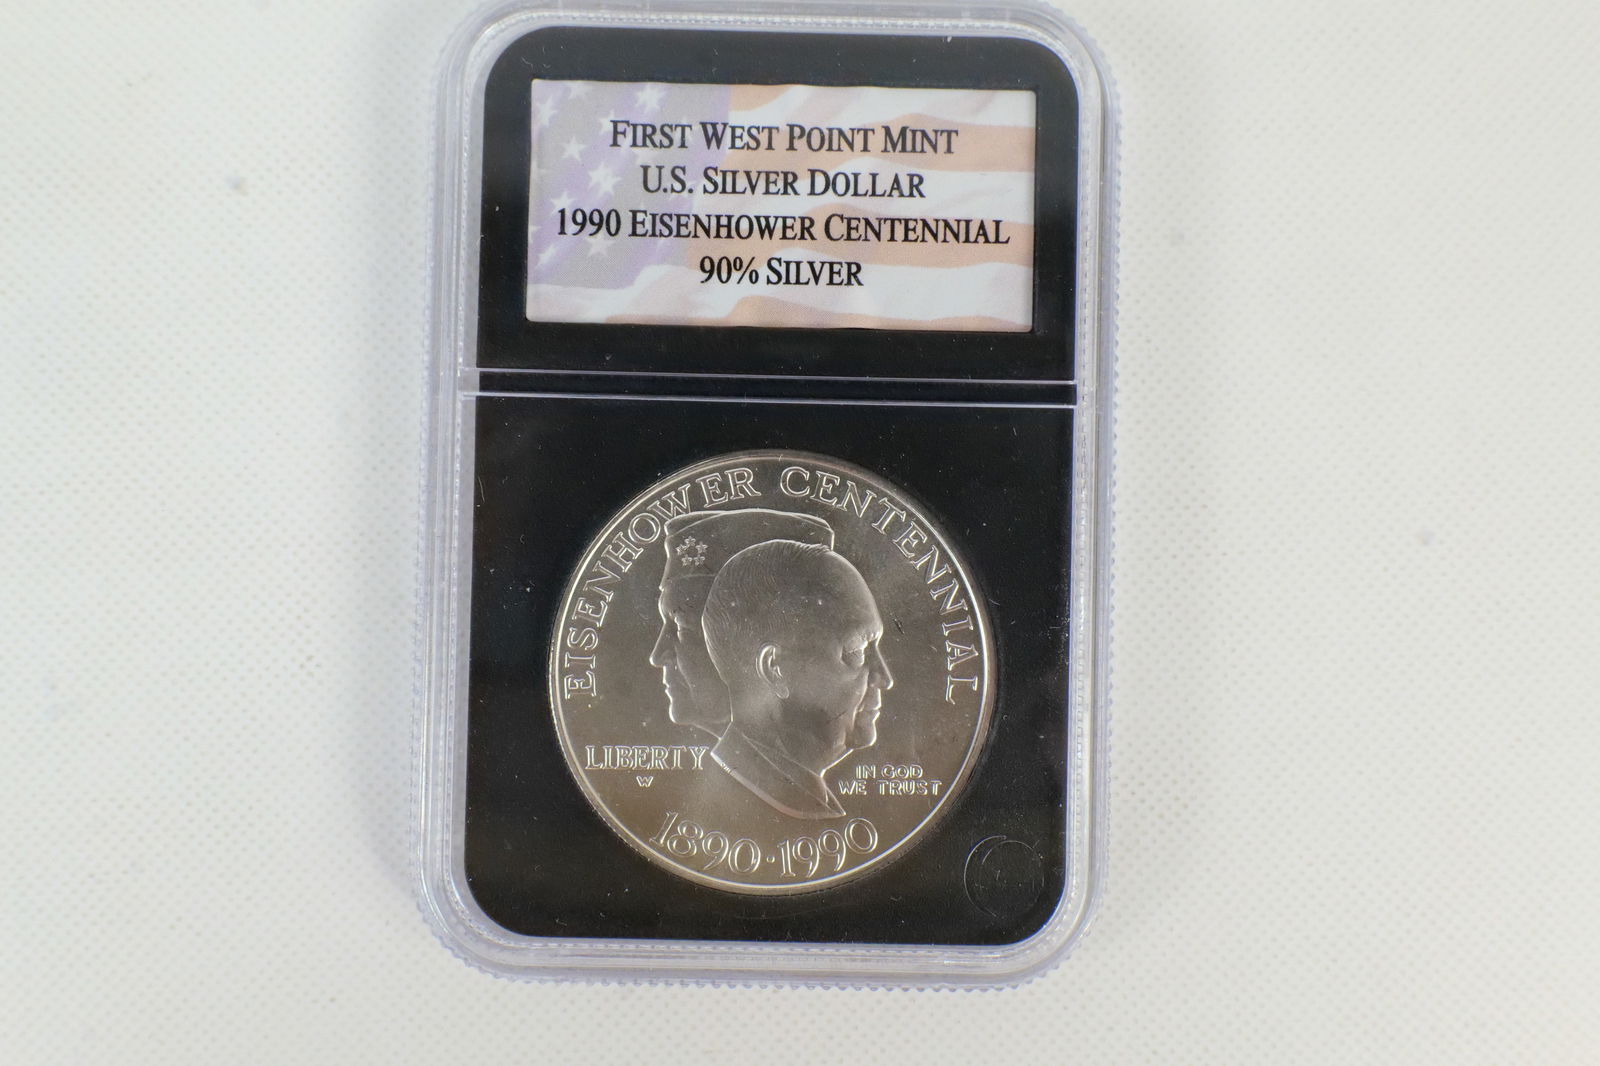 FIRST WEST POINT MINT
U.S. SILVER DOLLAR
1990 EISENHOWER CENTENNIAL
90% SILVER
EISENHOWER CENTENNIAL
LIBERTY
W
IN GOD
WE TRUST
1890·1990